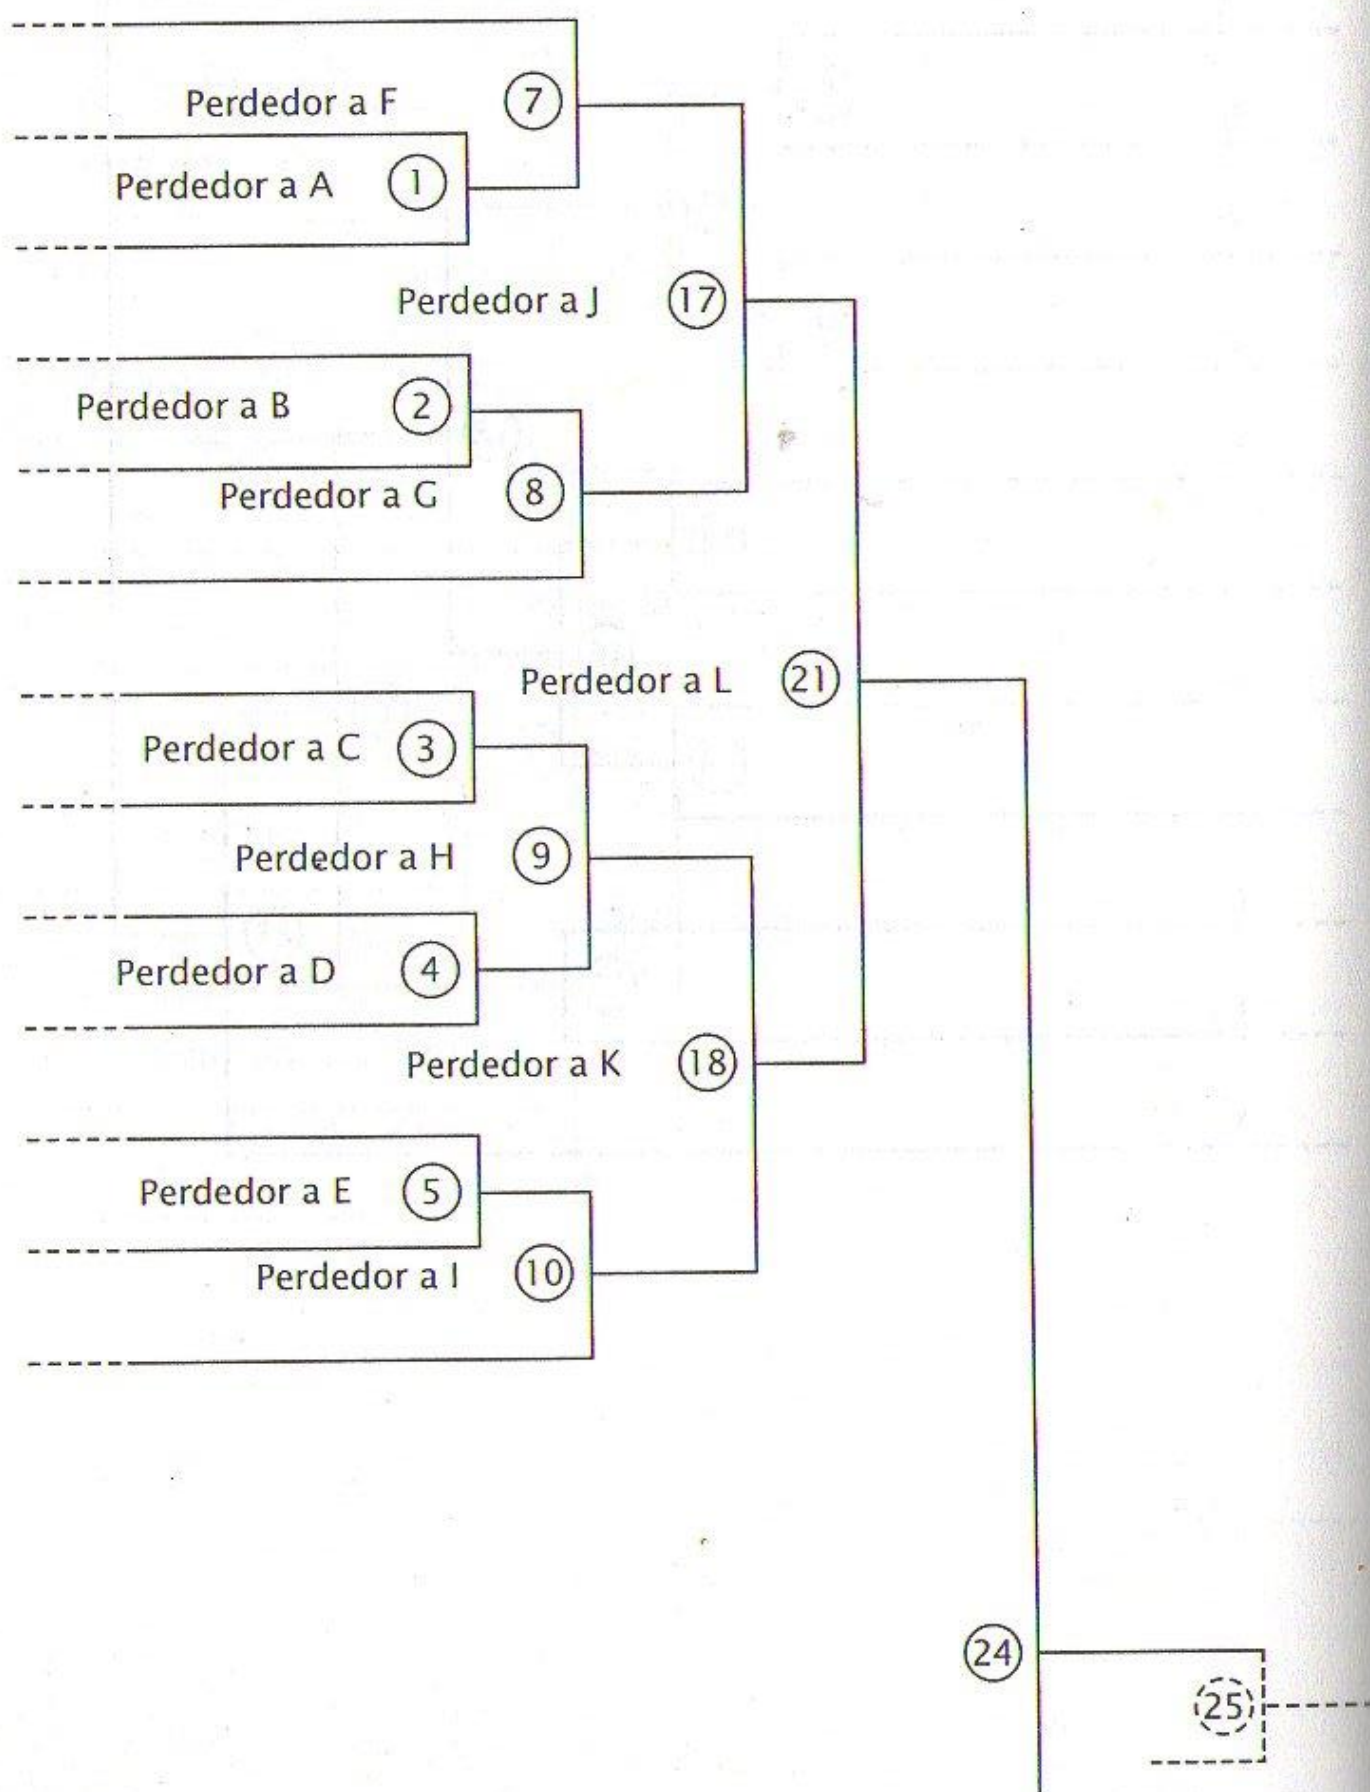 Perdedor a F 7
Perdedor a A 1
Perdedor a J 17
Perdedor a B 2
Perdedor a G 8
Perdedor a L 21
Perdedor a C 3
Perdedor a H 9
Perdedor a D 4
Perdedor a K 18
Perdedor a E 5
Perdedor a I 10
24
25